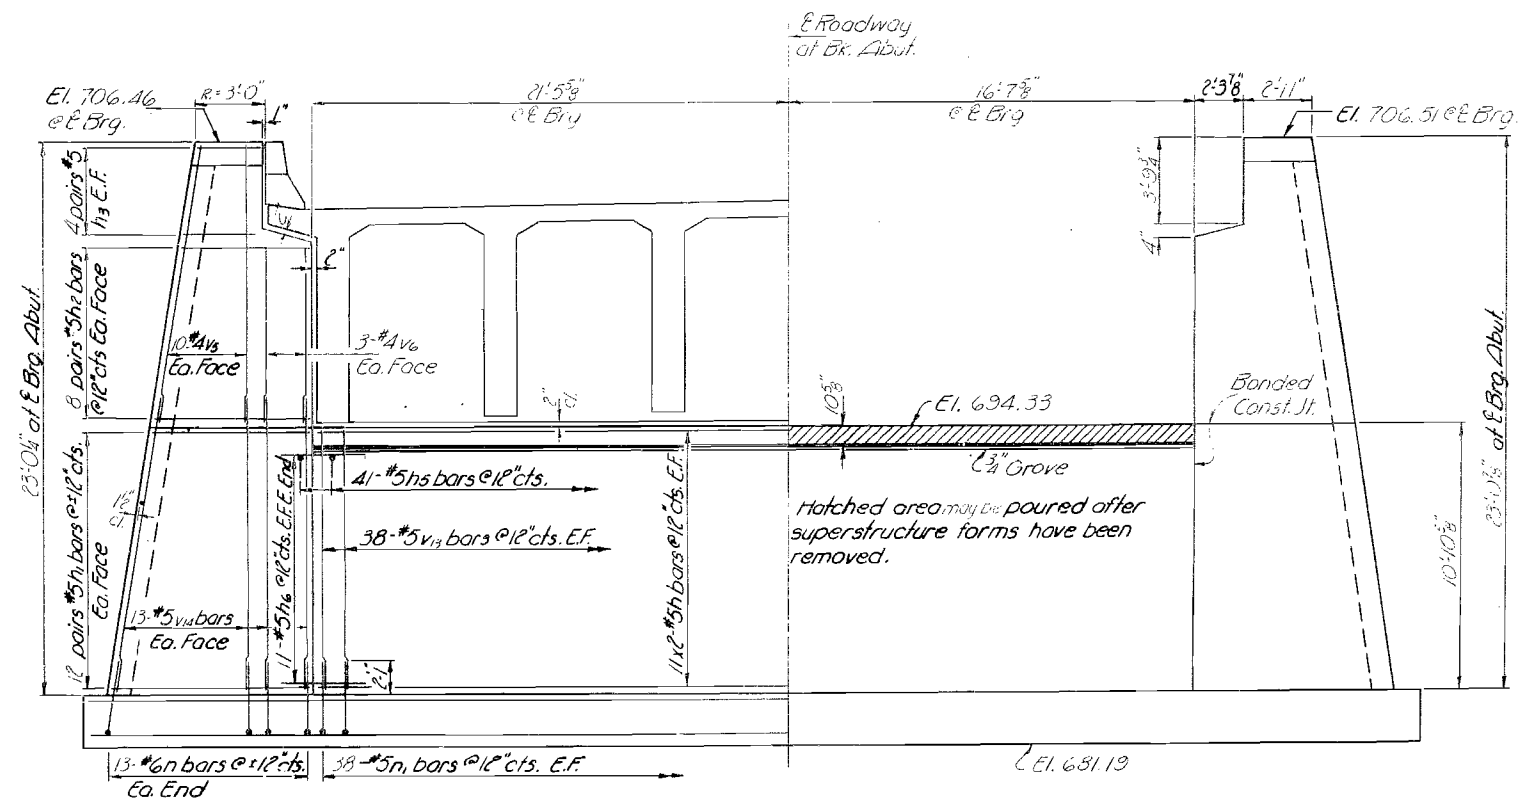 ℄ Roadway
at Bk. Abut.
El. 706.46
@ ℄ Brg.
R.=3'-0"
1"
21'-5⅝"
@ ℄ Brg
16'-7⅝"
@ ℄ Brg
2'-3⅞"
2'-11"
El. 706.51 @ ℄ Brg.
4 pairs #5
h3 E.F.
3'-9¾"
4"
2"
8 pairs #5h2 bars
@ 12"cts Ea. Face
23'-0¼" at ℄ Brg. Abut.
10-#4v5
Ea. Face
3-#4v6
Ea. Face
2"
cl.
10⅝"
El. 694.33
Bonded
Const. Jt.
¾" Grove
41-#5h5 bars @ 12"cts.
Hatched area may be poured after
superstructure forms have been
removed.
38-#5v13 bars @ 12"cts. E.F.
1½"
cl.
12 pairs #5h1 bars @ ±12"cts.
Ea. Face
11-#5h6 @ 12"cts. E.F. E. End
11x2-#5h bars @ 12"cts. E.F.
13-#5v14 bars
Ea. Face
2'-1"
10'-10⅝"
23'-0⅜" at ℄ Brg. Abut.
13-#6n bars @ ±12"cts.
Ea. End
38-#5n1 bars @ 12"cts. E.F.
El. 681.19